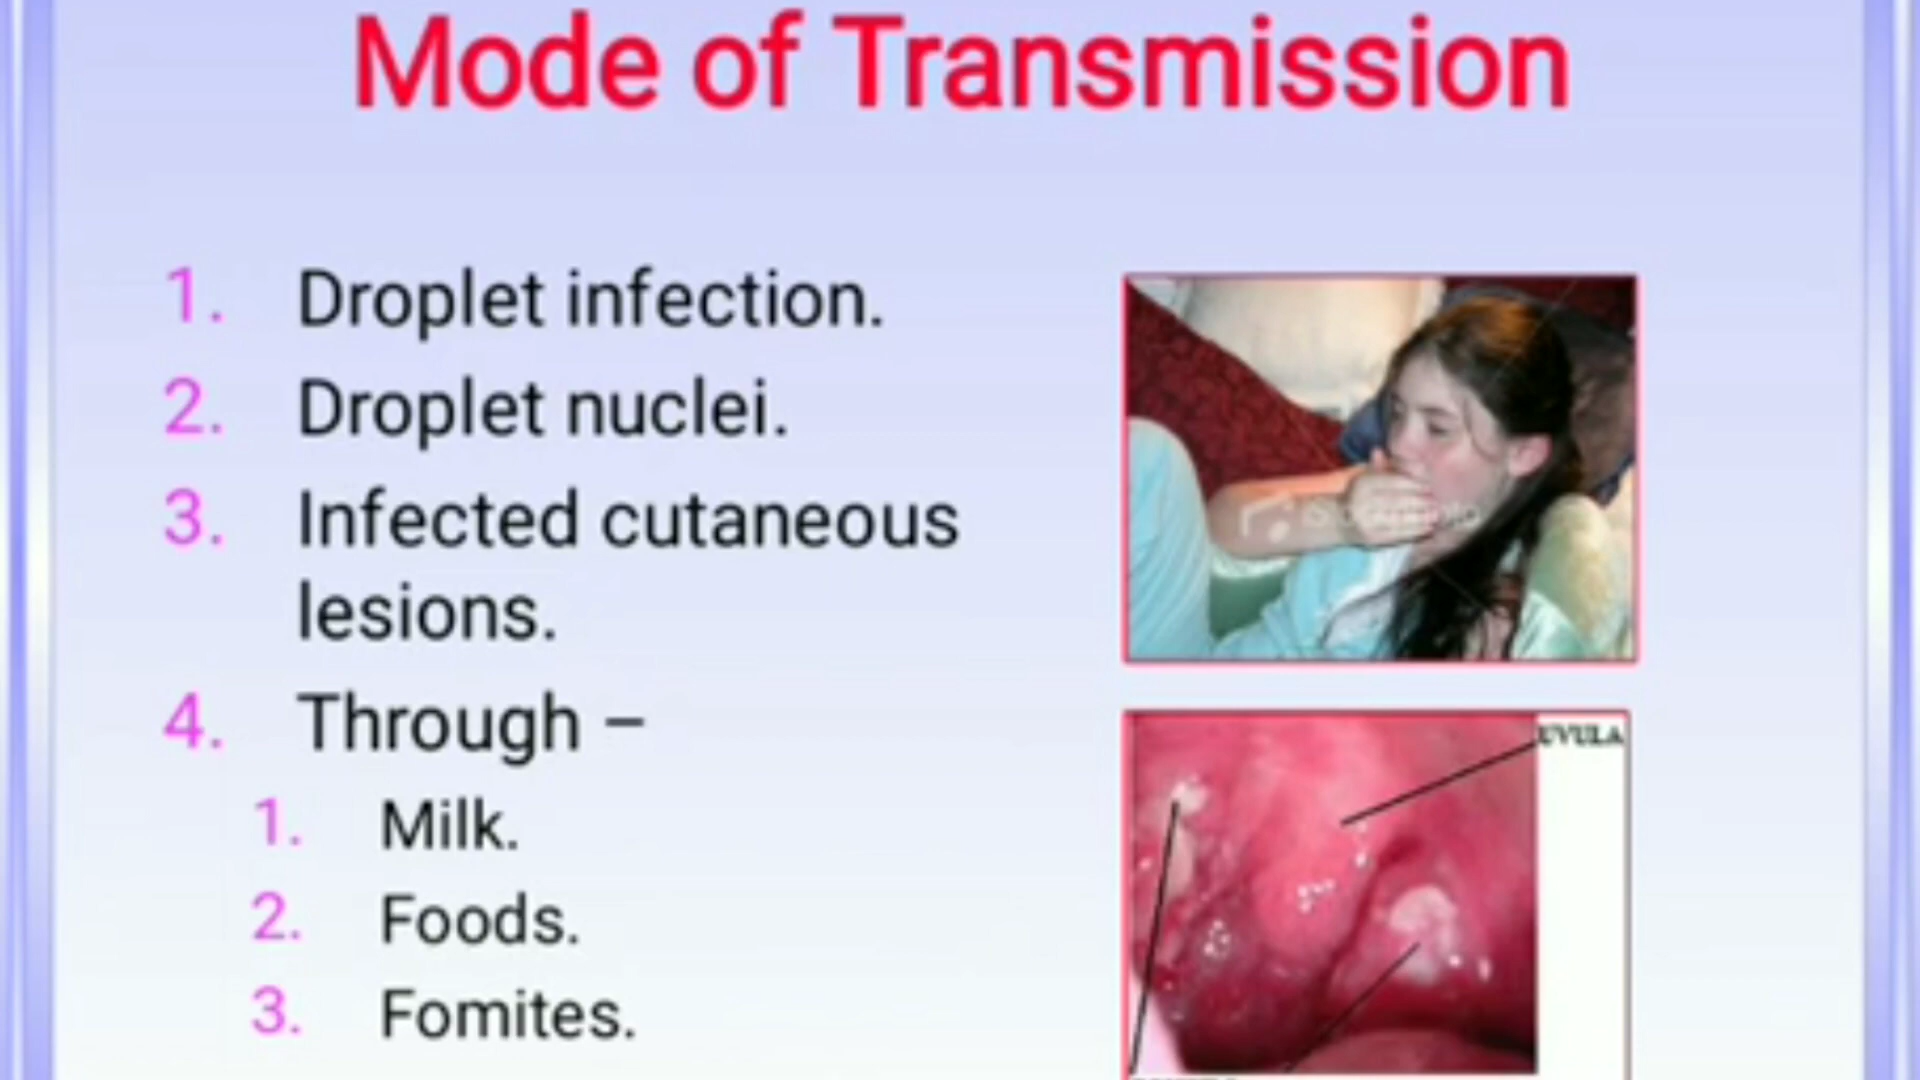 Mode of Transmission
1. Droplet infection.
2. Droplet nuclei.
3. Infected cutaneous
lesions.
4. Through –
1. Milk.
2. Foods.
3. Fomites.
UVULA